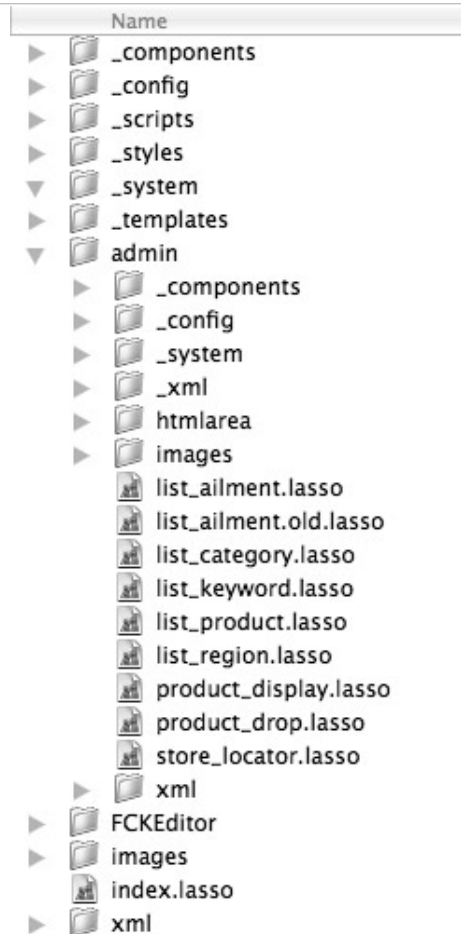 Name
_components
_config
_scripts
_styles
_system
_templates
admin
_components
_config
_system
_xml
htmlarea
images
list_ailment.lasso
list_ailment.old.lasso
list_category.lasso
list_keyword.lasso
list_product.lasso
list_region.lasso
product_display.lasso
product_drop.lasso
store_locator.lasso
xml
FCKEditor
images
index.lasso
xml